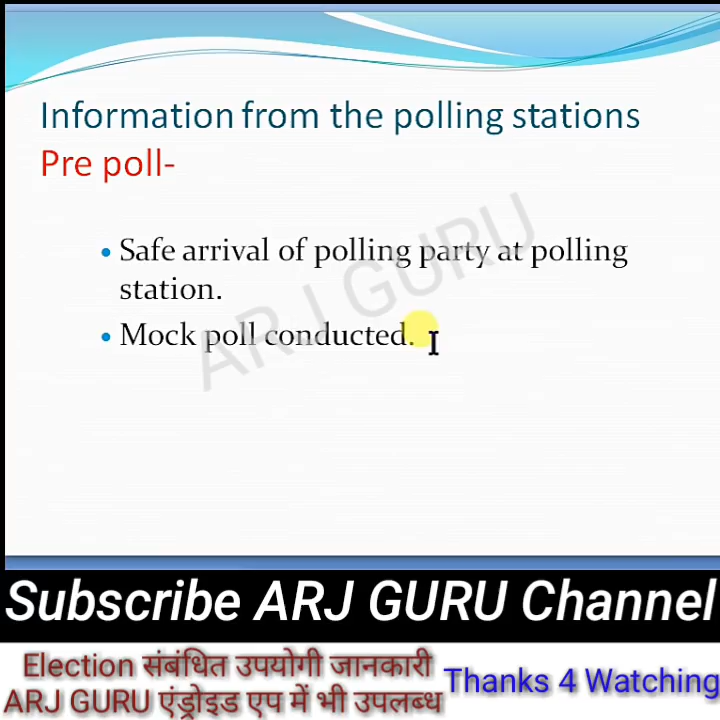 Information from the polling stations
Pre poll-
• Safe arrival of polling party at polling
station.
• Mock poll conducted.
ARJ GURU
Subscribe ARJ GURU Channel
Election संबंधित उपयोगी जानकारी
ARJ GURU एंड्रोइड एप में भी उपलब्ध
Thanks 4 Watching